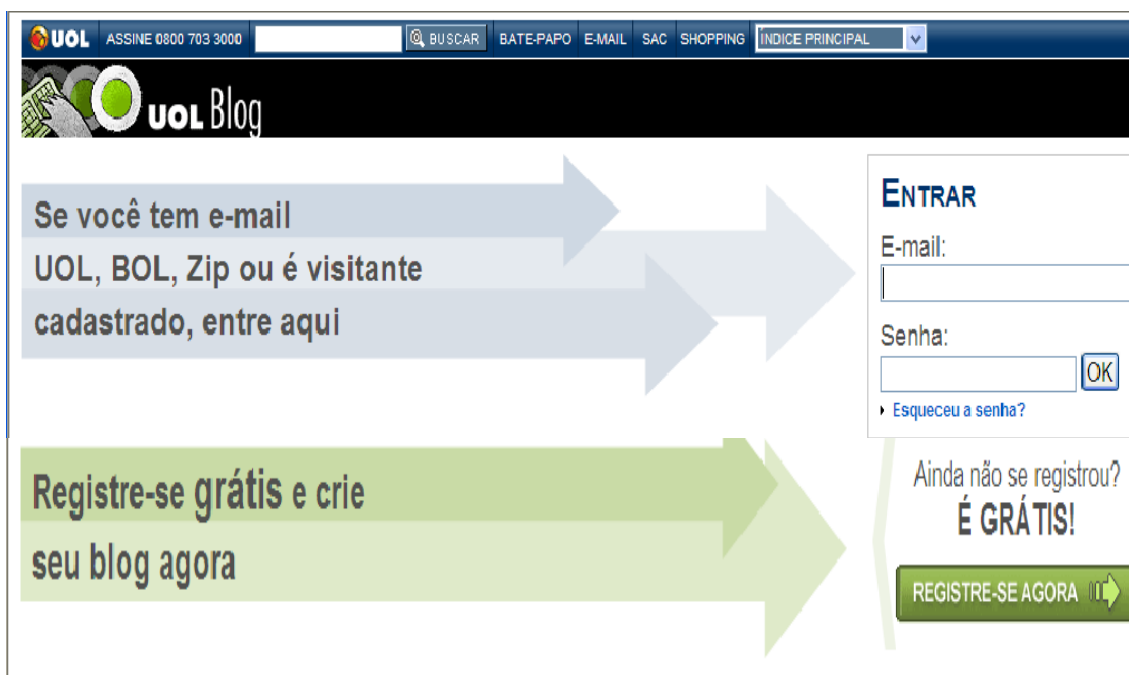 UOL ASSINE 0800 703 3000 BUSCAR BATE-PAPO E-MAIL SAC SHOPPING ÍNDICE PRINCIPAL
UOL Blog
Se você tem e-mail
UOL, BOL, Zip ou é visitante
cadastrado, entre aqui
ENTRAR
E-mail:
Senha:
OK
Esqueceu a senha?
Registre-se grátis e crie
seu blog agora
Ainda não se registrou?
É GRÁTIS!
REGISTRE-SE AGORA